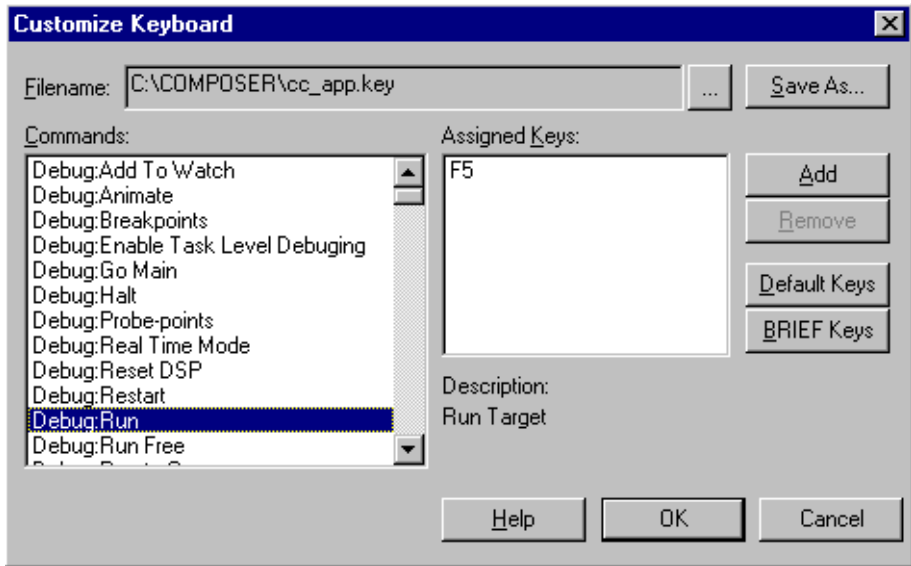 Customize Keyboard
Filename: C:\COMPOSER\cc_app.key ... Save As...
Commands:
Debug:Add To Watch
Debug:Animate
Debug:Breakpoints
Debug:Enable Task Level Debuging
Debug:Go Main
Debug:Halt
Debug:Probe-points
Debug:Real Time Mode
Debug:Reset DSP
Debug:Restart
Debug:Run
Debug:Run Free
Assigned Keys:
F5
Add
Remove
Default Keys
BRIEF Keys
Description:
Run Target
Help OK Cancel